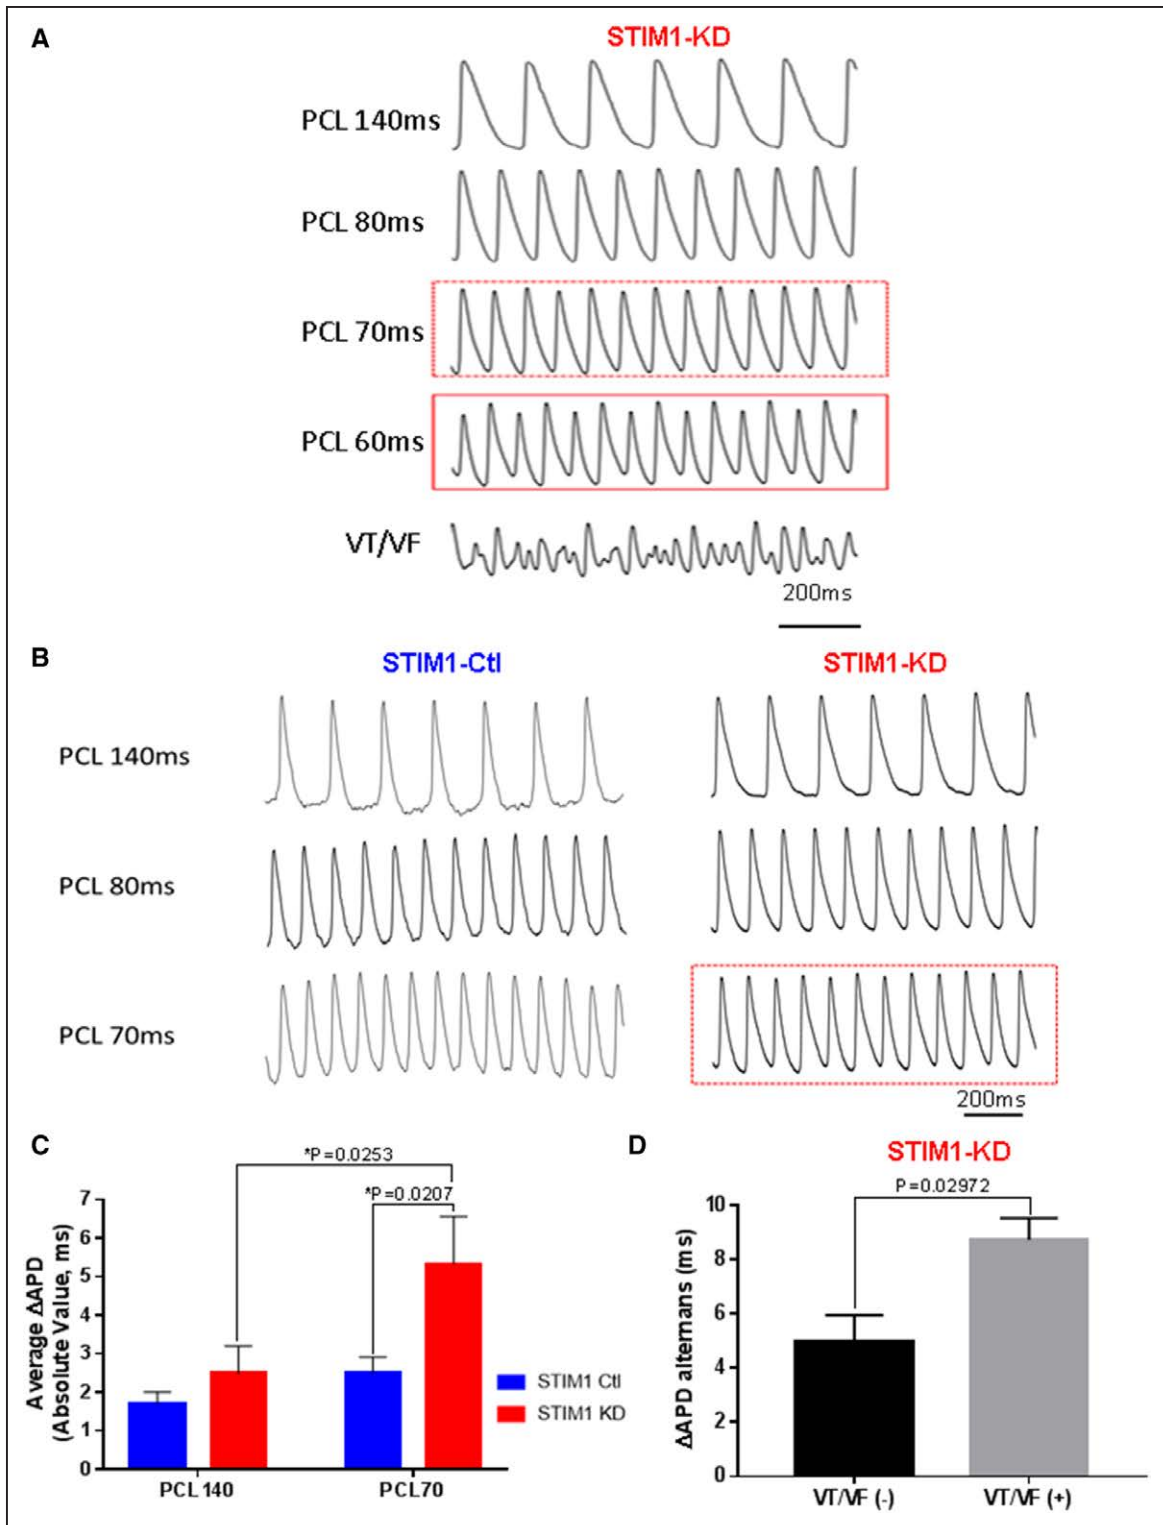 A
STIM1-KD
PCL 140ms
PCL 80ms
PCL 70ms
PCL 60ms
VT/VF
200ms
B
STIM1-Ctl
STIM1-KD
PCL 140ms
PCL 80ms
PCL 70ms
200ms
C
*P=0.0253
*P=0.0207
Average ΔAPD
(Absolute Value, ms)
7
6
5
4
3
2
1
0
PCL140
PCL70
STIM1 Ctl
STIM1 KD
D
STIM1-KD
P=0.02972
ΔAPD alternans (ms)
10
8
6
4
2
0
VT/VF (-)
VT/VF (+)